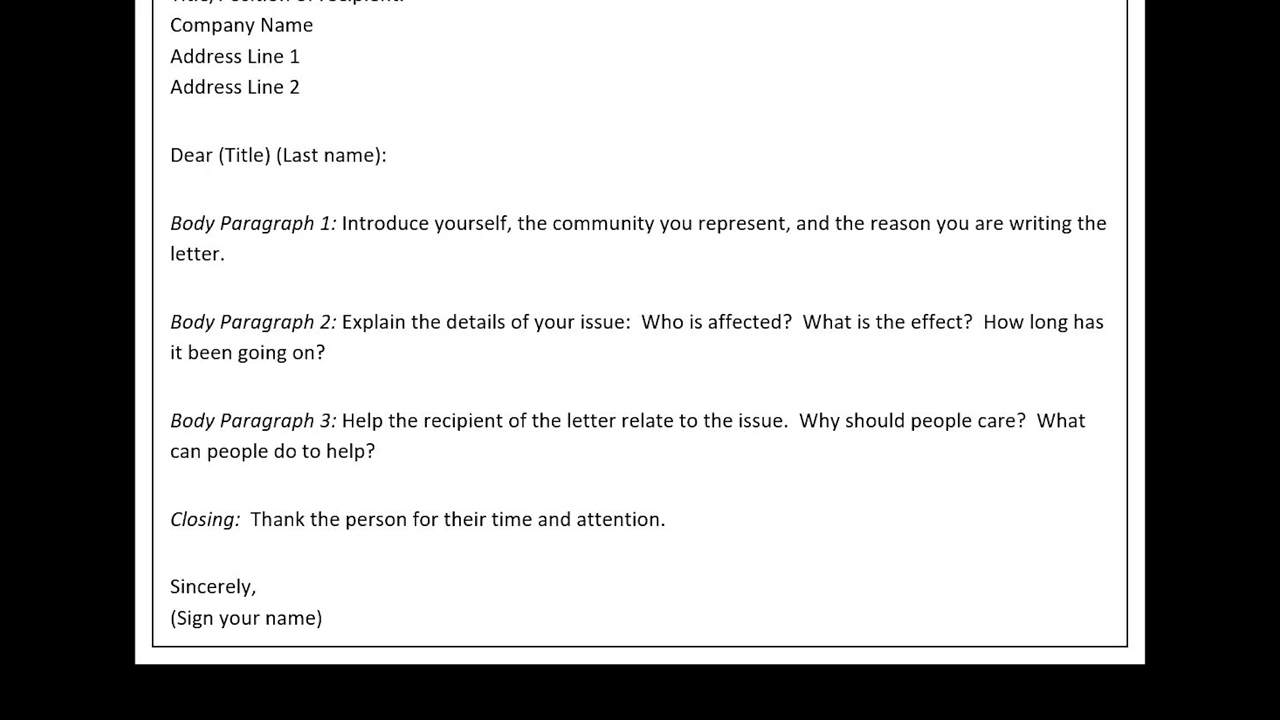 Company Name
Address Line 1
Address Line 2
Dear (Title) (Last name):
Body Paragraph 1: Introduce yourself, the community you represent, and the reason you are writing the
letter.
Body Paragraph 2: Explain the details of your issue:  Who is affected?  What is the effect?  How long has
it been going on?
Body Paragraph 3: Help the recipient of the letter relate to the issue.  Why should people care?  What
can people do to help?
Closing:  Thank the person for their time and attention.
Sincerely,
(Sign your name)